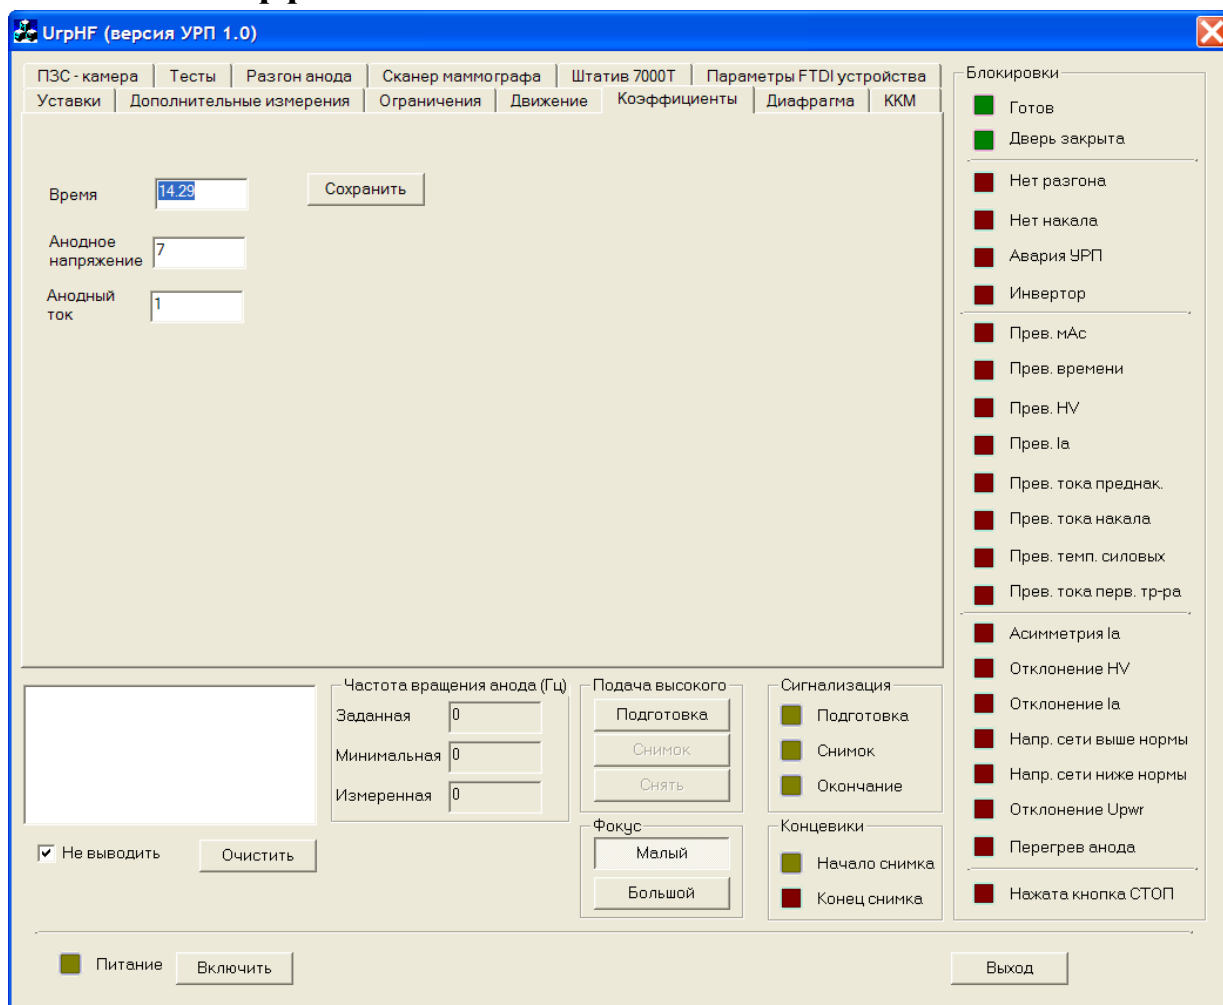 UrpHF (версия УРП 1.0)
ПЗС - камера Тесты Разгон анода Сканер маммографа Штатив 7000Т Параметры FTDI устройства
Уставки Дополнительные измерения Ограничения Движение Коэффициенты Диафрагма ККМ
Время 14.29 Сохранить
Анодное
напряжение 7
Анодный
ток 1
Блокировки
Готов
Дверь закрыта
Нет разгона
Нет накала
Авария УРП
Инвертор
Прев. мАс
Прев. времени
Прев. HV
Прев. Ia
Прев. тока преднак.
Прев. тока накала
Прев. темп. силовых
Прев. тока перв. тр-ра
Асимметрия Ia
Отклонение HV
Отклонение Ia
Напр. сети выше нормы
Напр. сети ниже нормы
Отклонение Upwr
Перегрев анода
Нажата кнопка СТОП
Не выводить Очистить
Частота вращения анода (Гц)
Заданная 0
Минимальная 0
Измеренная 0
Подача высокого
Подготовка
Снимок
Снять
Фокус
Малый
Большой
Сигнализация
Подготовка
Снимок
Окончание
Концевики
Начало снимка
Конец снимка
Питание Включить Выход